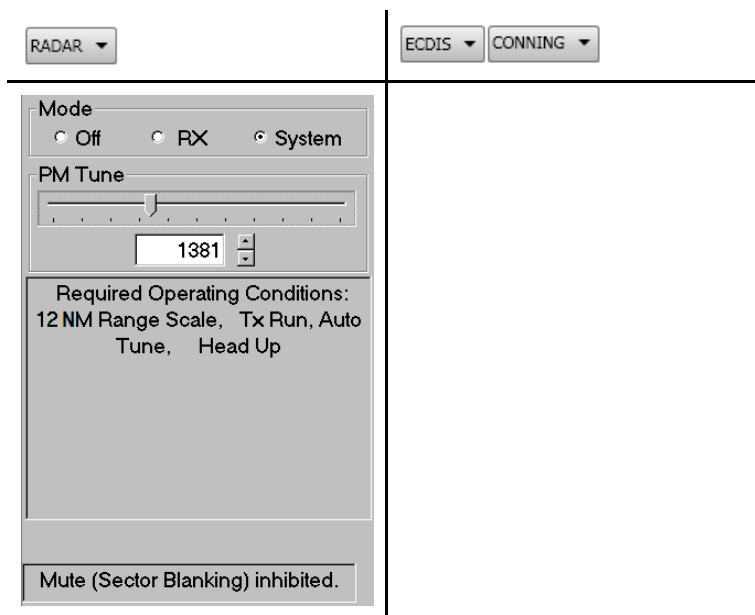 RADAR
ECDIS CONNING
Mode
Off RX System
PM Tune
1381
Required Operating Conditions:
12 NM Range Scale, Tx Run, Auto
Tune, Head Up
Mute (Sector Blanking) inhibited.